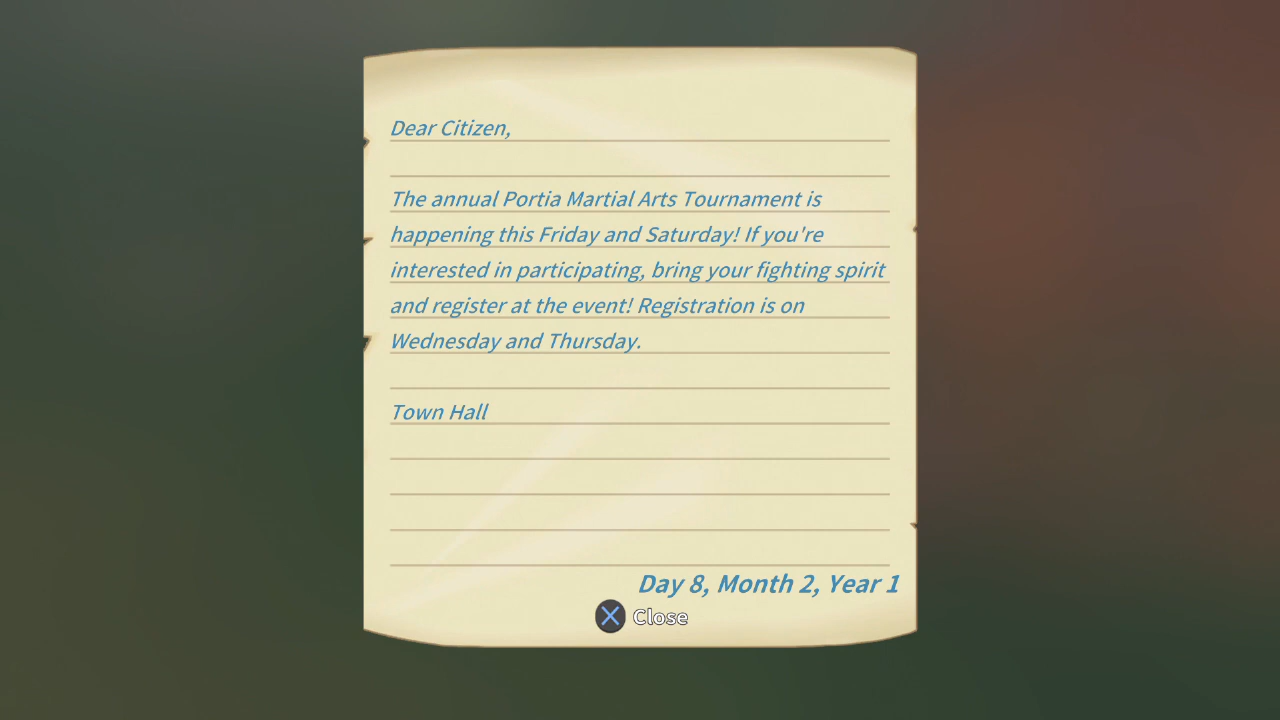 Dear Citizen,
The annual Portia Martial Arts Tournament is
happening this Friday and Saturday! If you're
interested in participating, bring your fighting spirit
and register at the event! Registration is on
Wednesday and Thursday.
Town Hall
Day 8, Month 2, Year 1
Close